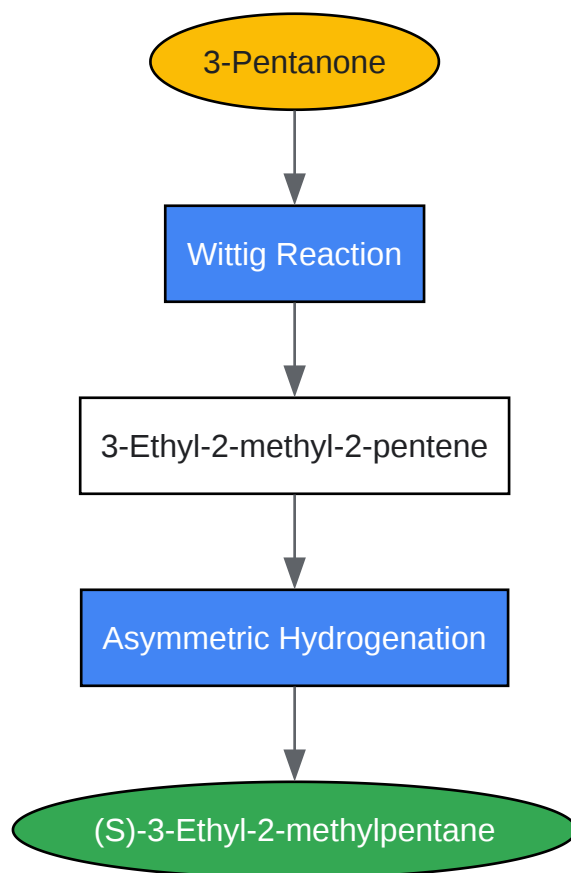 3-Pentanone
Wittig Reaction
3-Ethyl-2-methyl-2-pentene
Asymmetric Hydrogenation
(S)-3-Ethyl-2-methylpentane